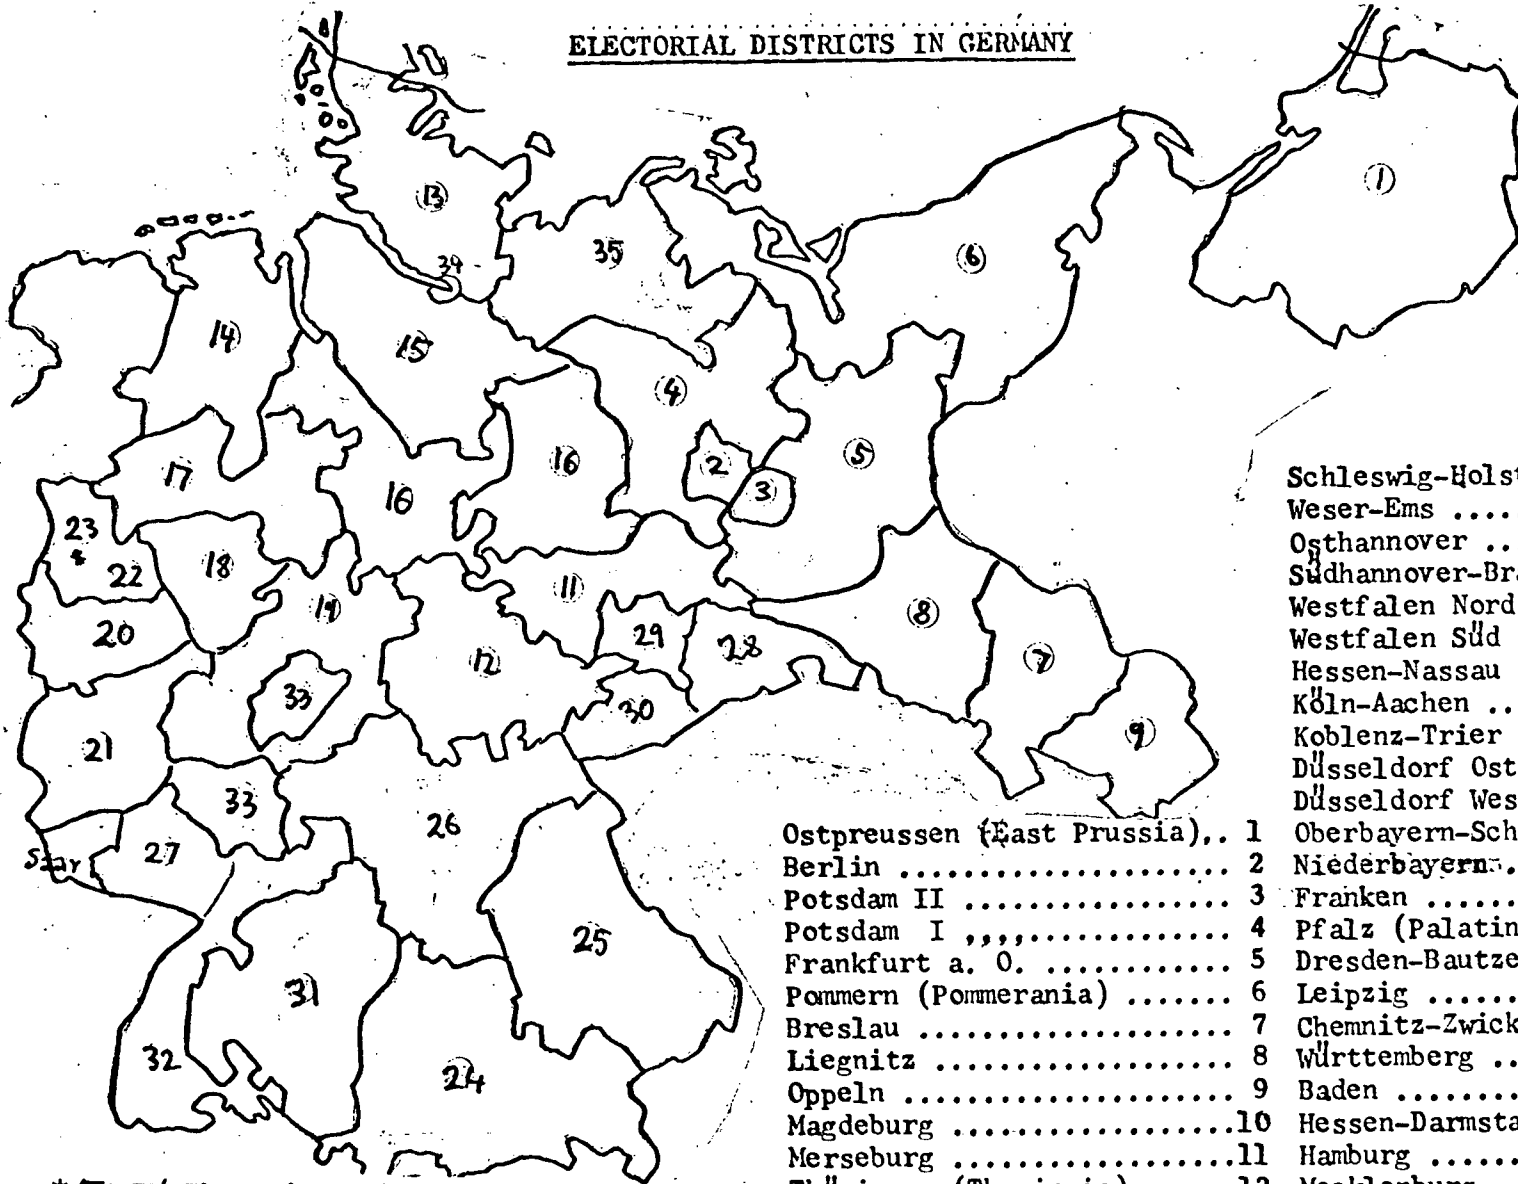 ELECTORIAL DISTRICTS IN GERMANY
1
13
34
35
6
14
15
4
16
2
5
3
17
16
23
*
22
18
11
19
20
29
28
8
12
7
33
30
9
21
33
26
27
Saar
25
31
32
24
Ostpreussen (East Prussia),. 1
Berlin ...................... 2
Potsdam II .................. 3
Potsdam I ,,,,.............. 4
Frankfurt a. O. ............ 5
Pommern (Pommerania) ....... 6
Breslau ..................... 7
Liegnitz .................... 8
Oppeln ...................... 9
Magdeburg ...................10
Merseburg ...................11
Schleswig-Holst
Weser-Ems ....
Osthannover ..
Südhannover-Bra
Westfalen Nord
Westfalen Süd
Hessen-Nassau
Köln-Aachen ..
Koblenz-Trier
Düsseldorf Ost
Düsseldorf Wes
Oberbayern-Sch
Niederbayern..
Franken ......
Pfalz (Palatin
Dresden-Bautze
Leipzig ......
Chemnitz-Zwick
Württemberg ..
Baden ........
Hessen-Darmsta
Hamburg ......